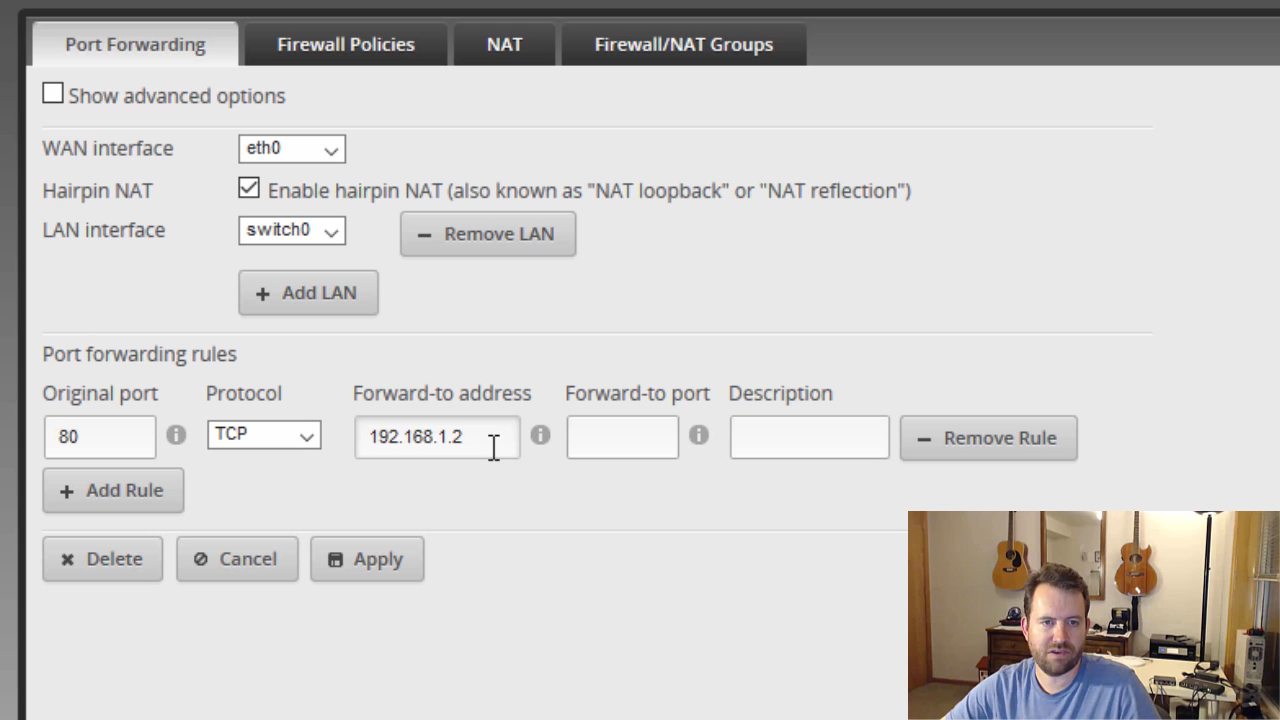 Port Forwarding Firewall Policies NAT Firewall/NAT Groups
Show advanced options
WAN interface eth0
Hairpin NAT Enable hairpin NAT (also known as "NAT loopback" or "NAT reflection")
LAN interface switch0 Remove LAN
Add LAN
Port forwarding rules
Original port Protocol Forward-to address Forward-to port Description
80 TCP 192.168.1.2 Remove Rule
Add Rule
Delete Cancel Apply